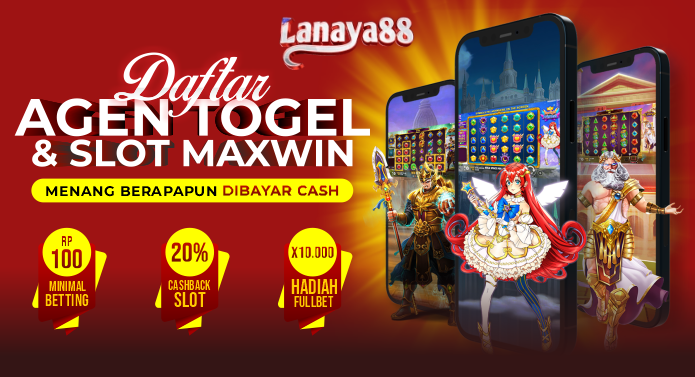 Lanaya88
Daftar
AGEN TOGEL
& SLOT MAXWIN
MENANG BERAPAPUN DIBAYAR CASH
RP
100
MINIMAL
BETTING
20%
CASHBACK
SLOT
X10.000
HADIAH
FULLBET